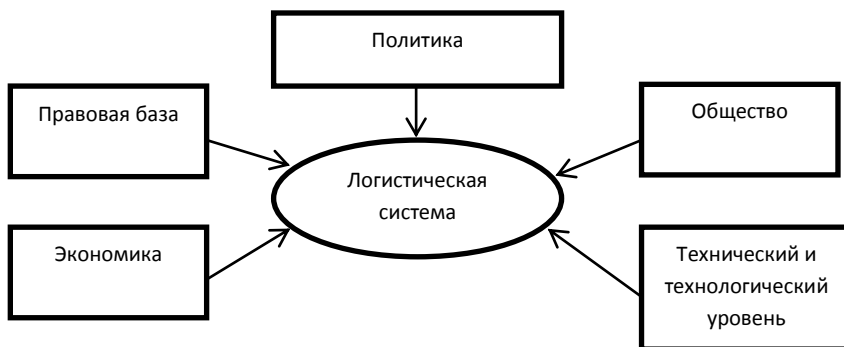 Политика
Правовая база
Общество
Логистическая
система
Экономика
Технический и
технологический
уровень